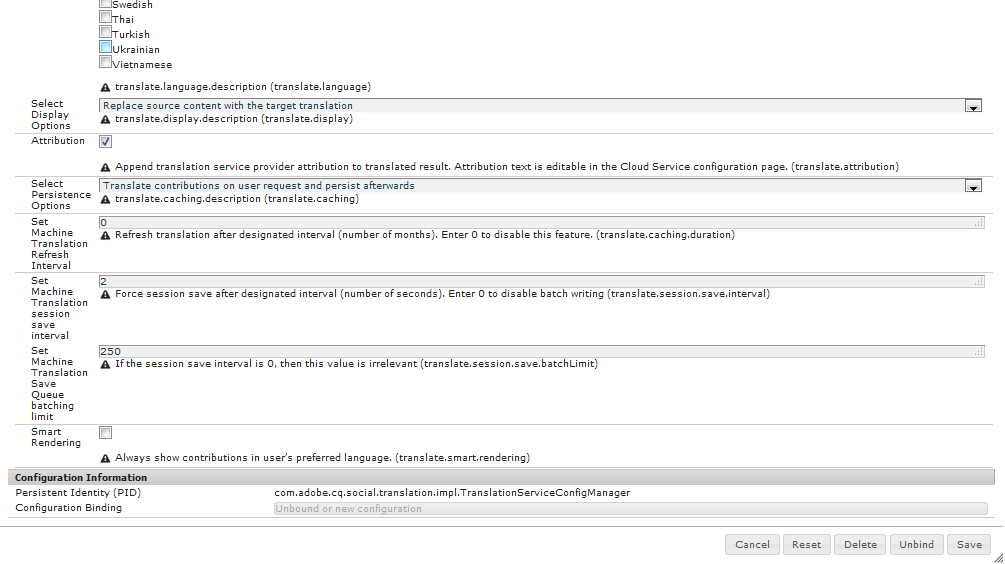 Swedish
Thai
Turkish
Ukrainian
Vietnamese
translate.language.description (translate.language)
Select
Display
Options
Replace source content with the target translation
translate.display.description (translate.display)
Attribution
Append translation service provider attribution to translated result. Attribution text is editable in the Cloud Service configuration page. (translate.attribution)
Select
Persistence
Options
Translate contributions on user request and persist afterwards
translate.caching.description (translate.caching)
Set
Machine
Translation
Refresh
Interval
0
Refresh translation after designated interval (number of months). Enter 0 to disable this feature. (translate.caching.duration)
Set
Machine
Translation
session
save
interval
2
Force session save after designated interval (number of seconds). Enter 0 to disable batch writing (translate.session.save.interval)
Set
Machine
Translation
Save
Queue
batching
limit
250
If the session save interval is 0, then this value is irrelevant (translate.session.save.batchLimit)
Smart
Rendering
Always show contributions in user's preferred language. (translate.smart.rendering)
Configuration Information
Persistent Identity (PID)
com.adobe.cq.social.translation.impl.TranslationServiceConfigManager
Configuration Binding
Unbound or new configuration
Cancel
Reset
Delete
Unbind
Save